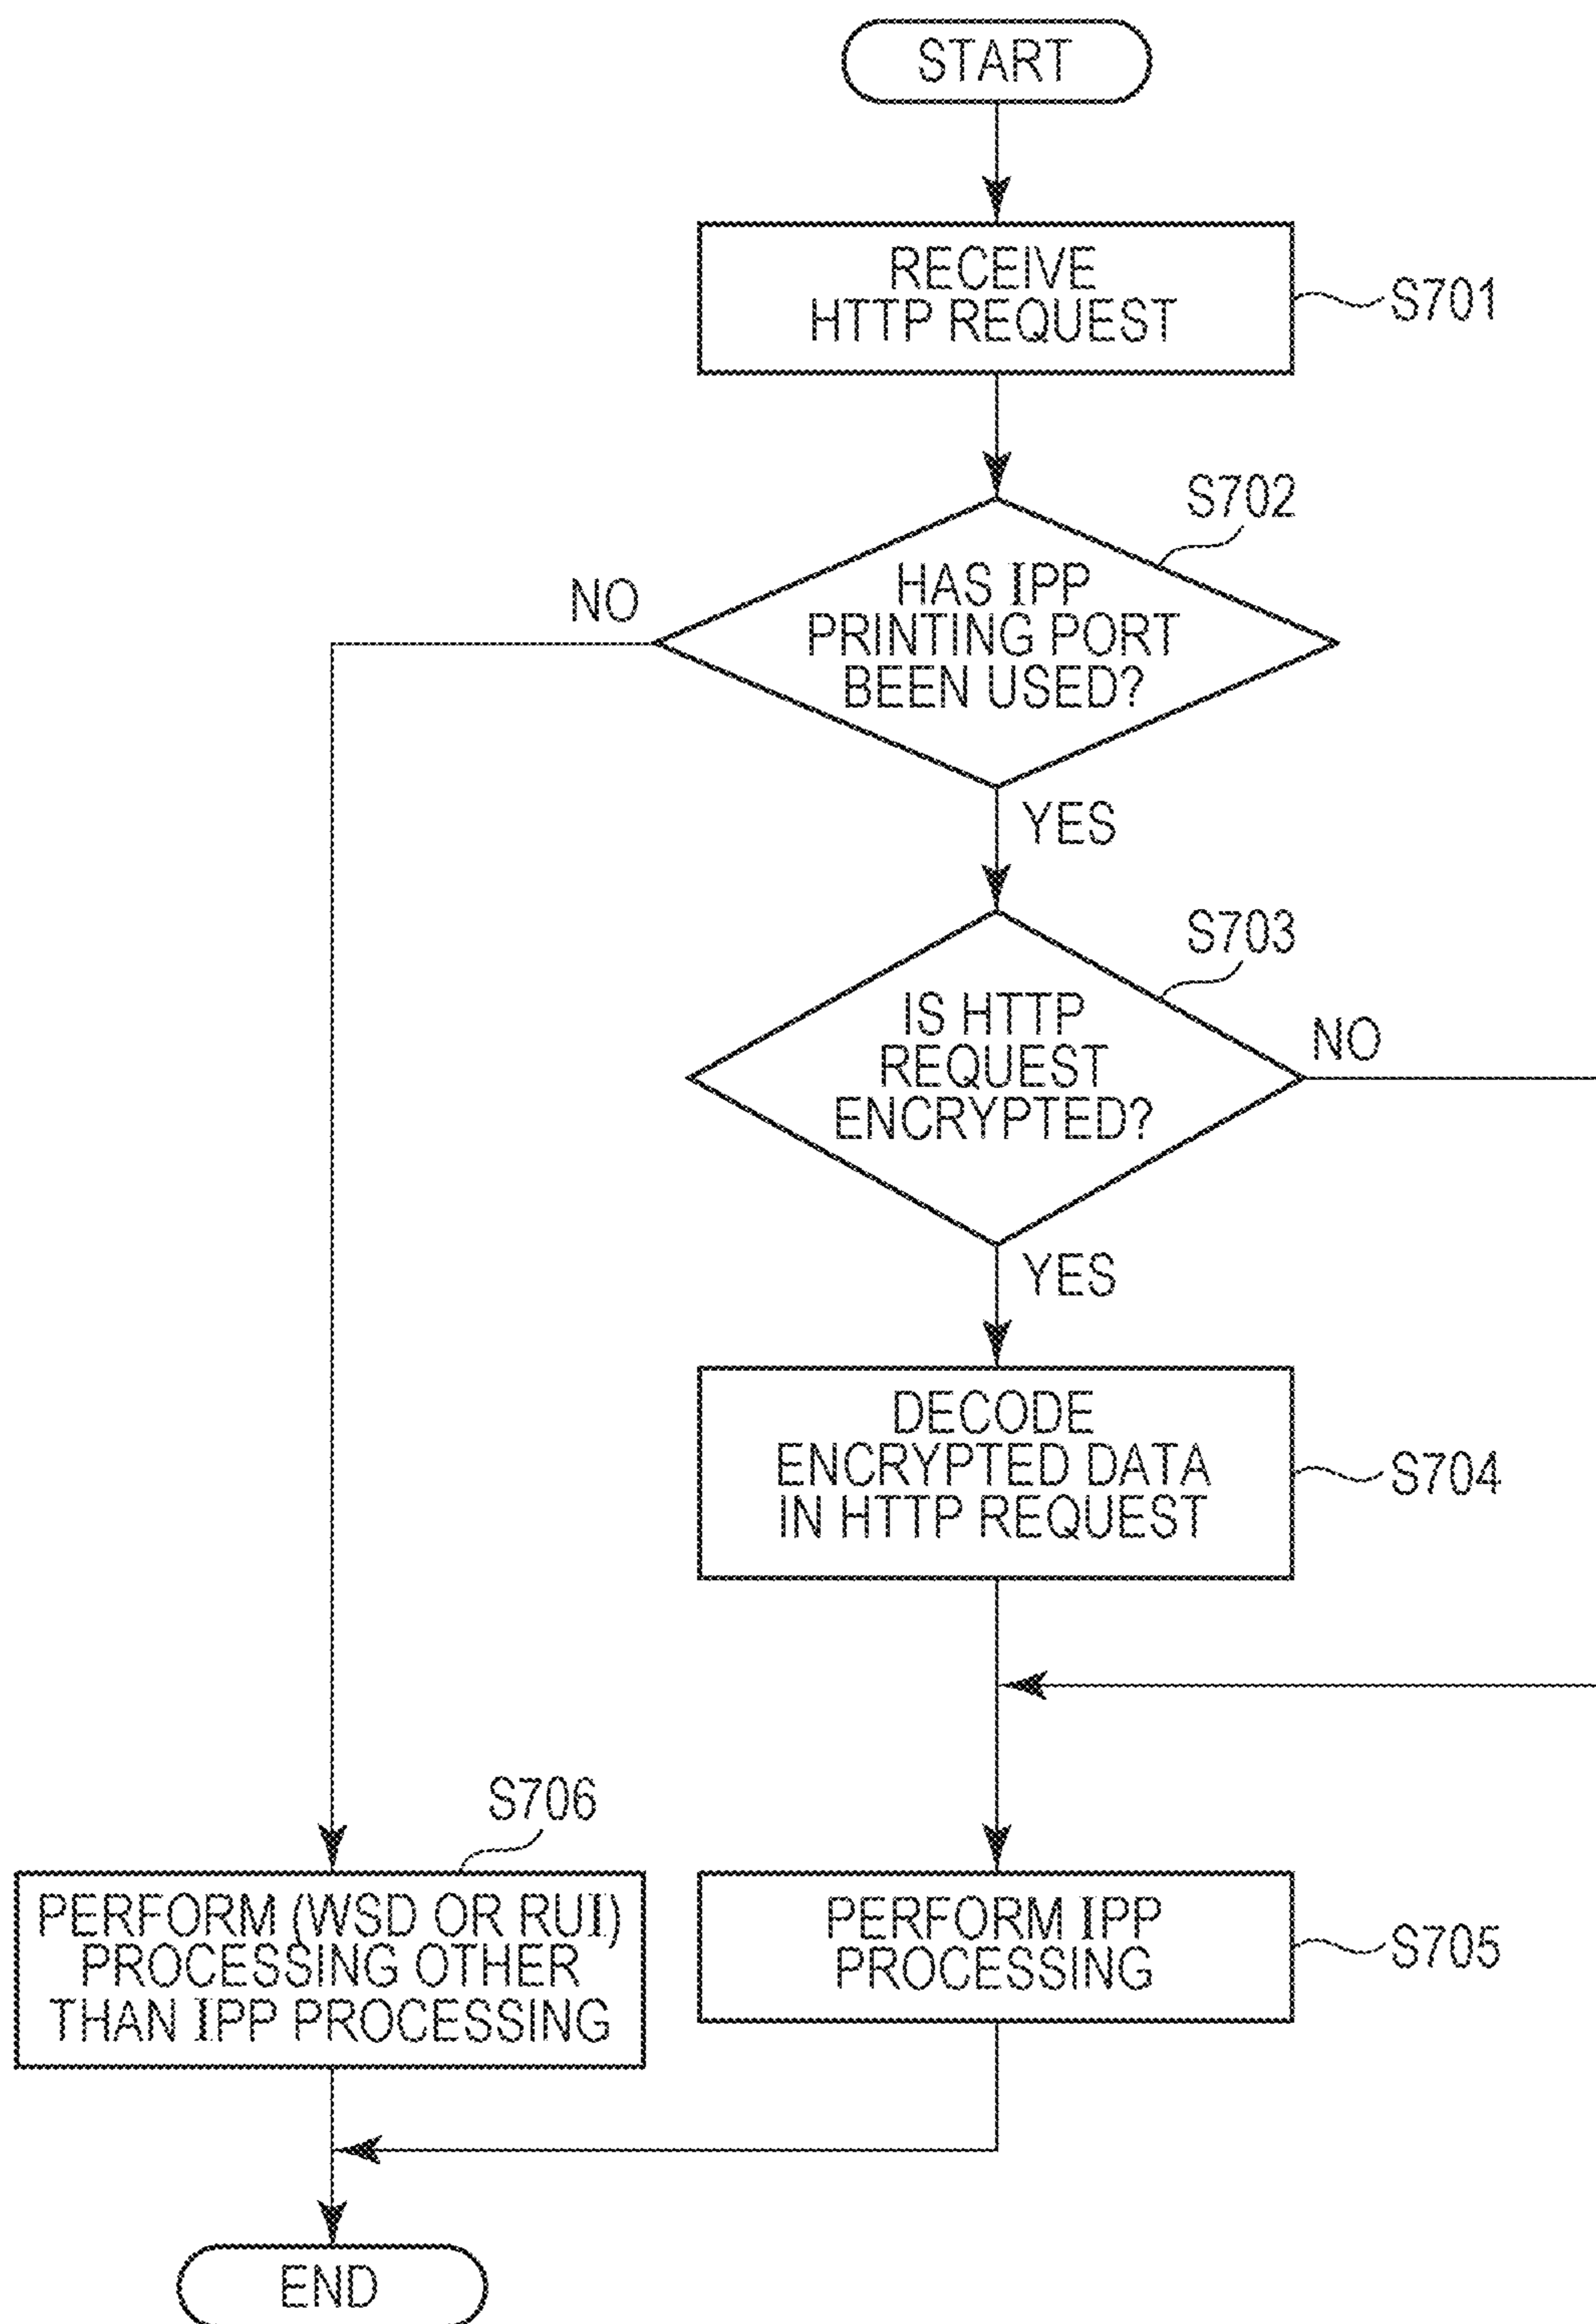 START
RECEIVE
HTTP REQUEST
S701
S702
HAS IPP
PRINTING PORT
BEEN USED?
NO
YES
S703
IS HTTP
REQUEST
ENCRYPTED?
NO
YES
DECODE
ENCRYPTED DATA
IN HTTP REQUEST
S704
S706
PERFORM (WSD OR RUI)
PROCESSING OTHER
THAN IPP PROCESSING
PERFORM IPP
PROCESSING
S705
END